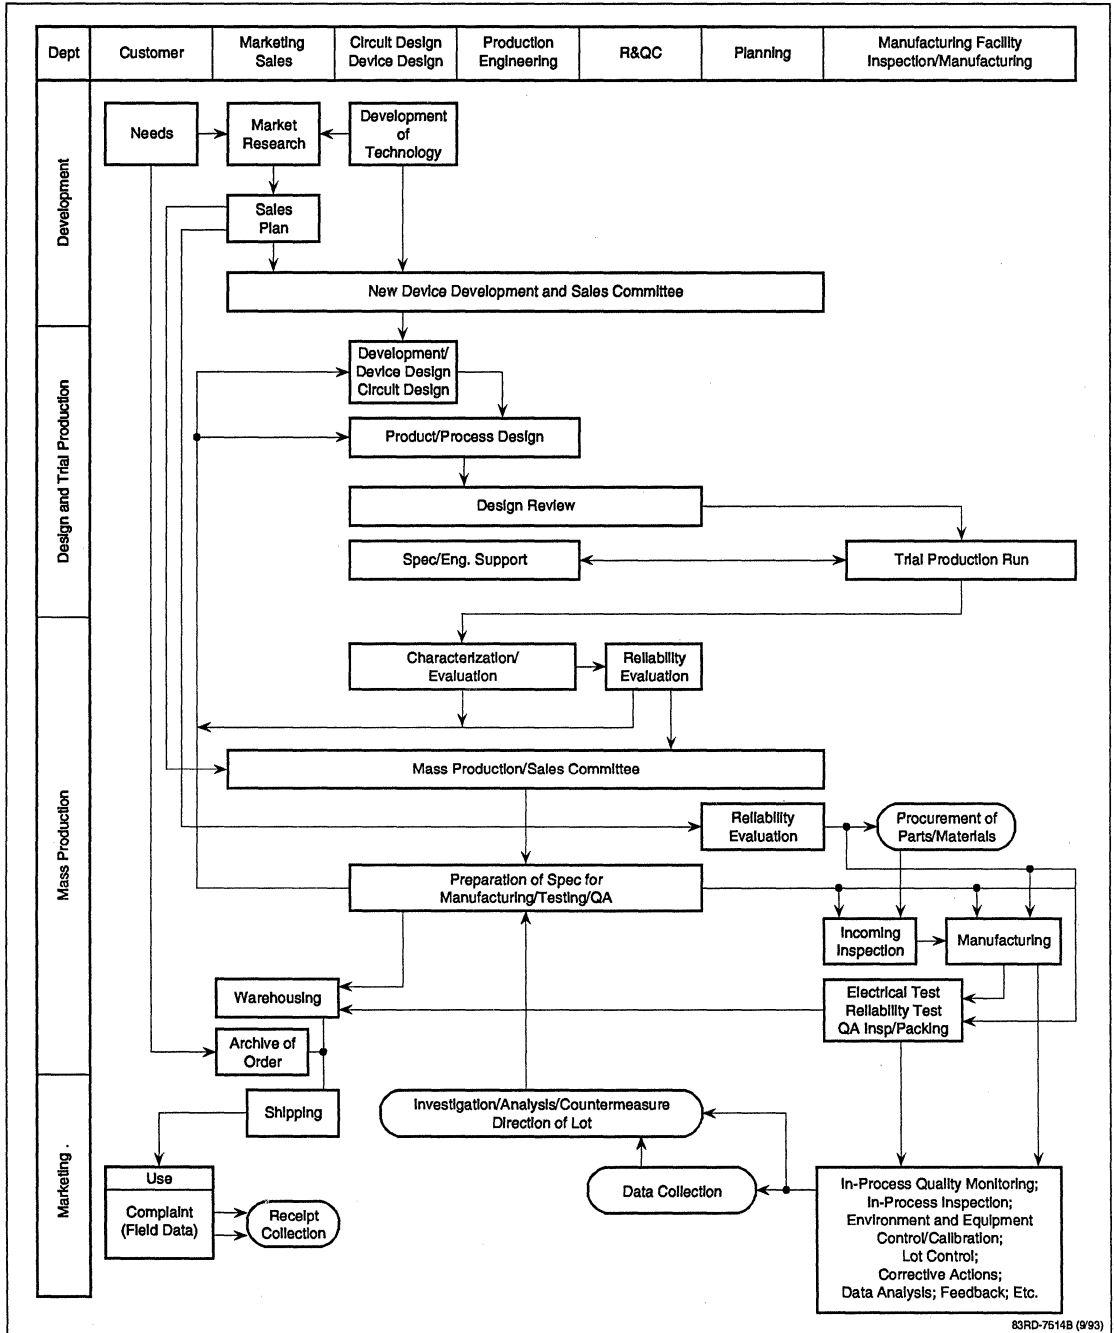 Dept
Customer
Marketing
Sales
Circuit Design
Device Design
Production
Engineering
R&QC
Planning
Manufacturing Facility
Inspection/Manufacturing
Development
Needs
Market
Research
Development
of
Technology
Sales
Plan
New Device Development and Sales Committee
Design and Trial Production
Development/
Device Design
Circuit Design
Product/Process Design
Design Review
Spec/Eng. Support
Trial Production Run
Mass Production
Characterization/
Evaluation
Reliability
Evaluation
Mass Production/Sales Committee
Reliability
Evaluation
Procurement of
Parts/Materials
Preparation of Spec for
Manufacturing/Testing/QA
Incoming
Inspection
Manufacturing
Warehousing
Electrical Test
Reliability Test
QA Insp/Packing
Archive of
Order
Marketing .
Shipping
Investigation/Analysis/Countermeasure
Direction of Lot
Use
Complaint
(Field Data)
Receipt
Collection
Data Collection
In-Process Quality Monitoring;
In-Process Inspection;
Environment and Equipment
Control/Calibration;
Lot Control;
Corrective Actions;
Data Analysis; Feedback; Etc.
83RD-7514B (9/93)